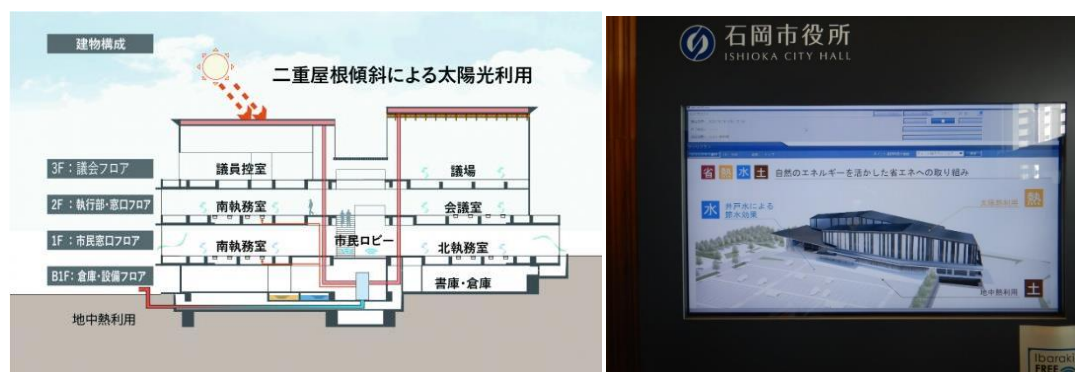 建物構成
二重屋根傾斜による太陽光利用
3F:議会フロア
議員控室
議場
2F:執行部・窓口フロア
南執務室
会議室
1F:市民窓口フロア
南執務室
市民ロビー
北執務室
B1F:倉庫・設備フロア
書庫・倉庫
地中熱利用
石岡市役所
ISHIOKA CITY HALL
省 熱 水 土 自然のエネルギーを活かした省エネへの取り組み
水 井戸水による
節水効果
太陽熱利用 熱
地中熱利用 土
Ibaraki
FREE